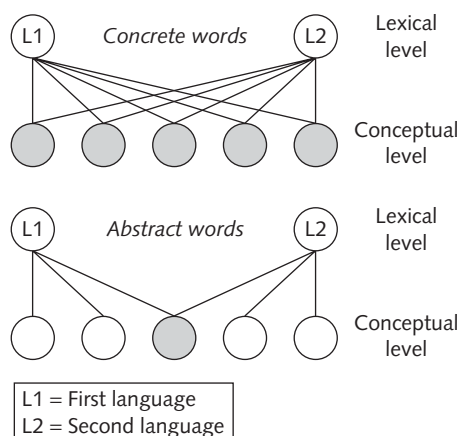 L1 Concrete words L2 Lexical
level
Conceptual
level
L1 Abstract words L2 Lexical
level
Conceptual
level
L1 = First language
L2 = Second language